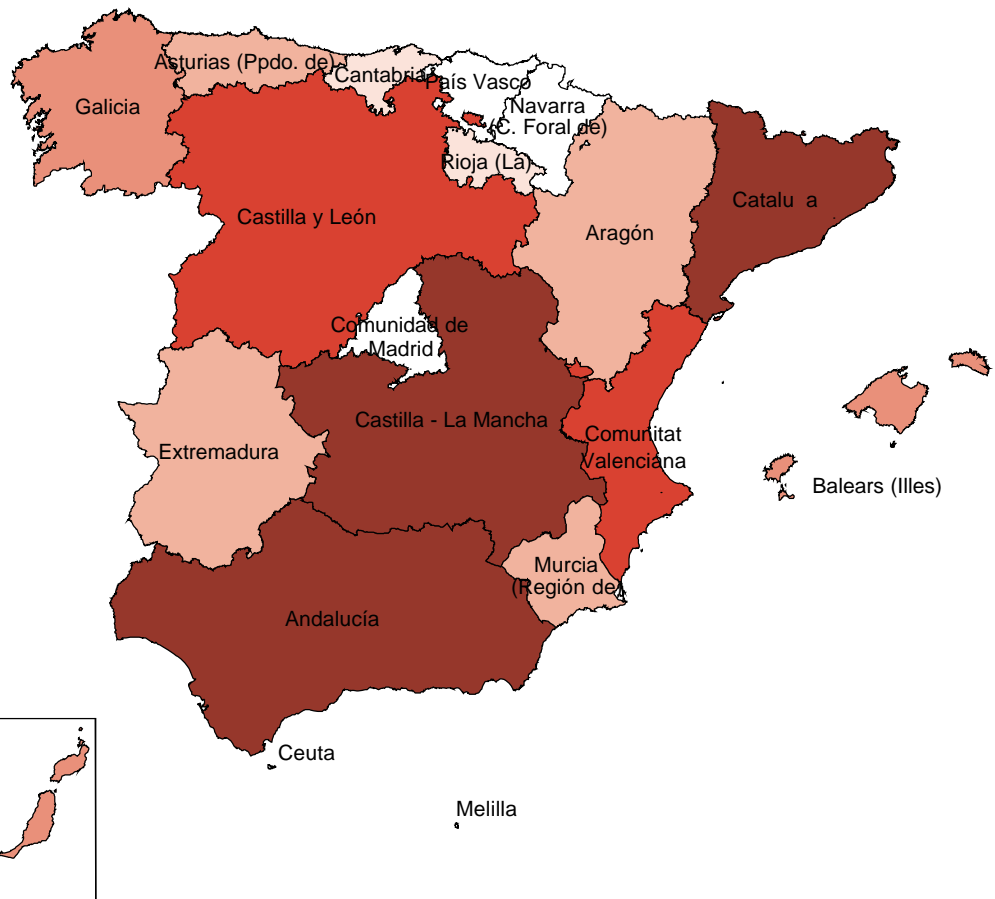 Asturias (Ppdo. de)
Cantabria
País Vasco
Galicia
Navarra
(C. Foral de)
Rioja (La)
Castilla y León
Aragón
Catalu a
Comunidad de
Madrid
Castilla - La Mancha
Extremadura
Comunitat
Valenciana
Balears (Illes)
Murcia
(Región de)
Andalucía
Ceuta
Melilla